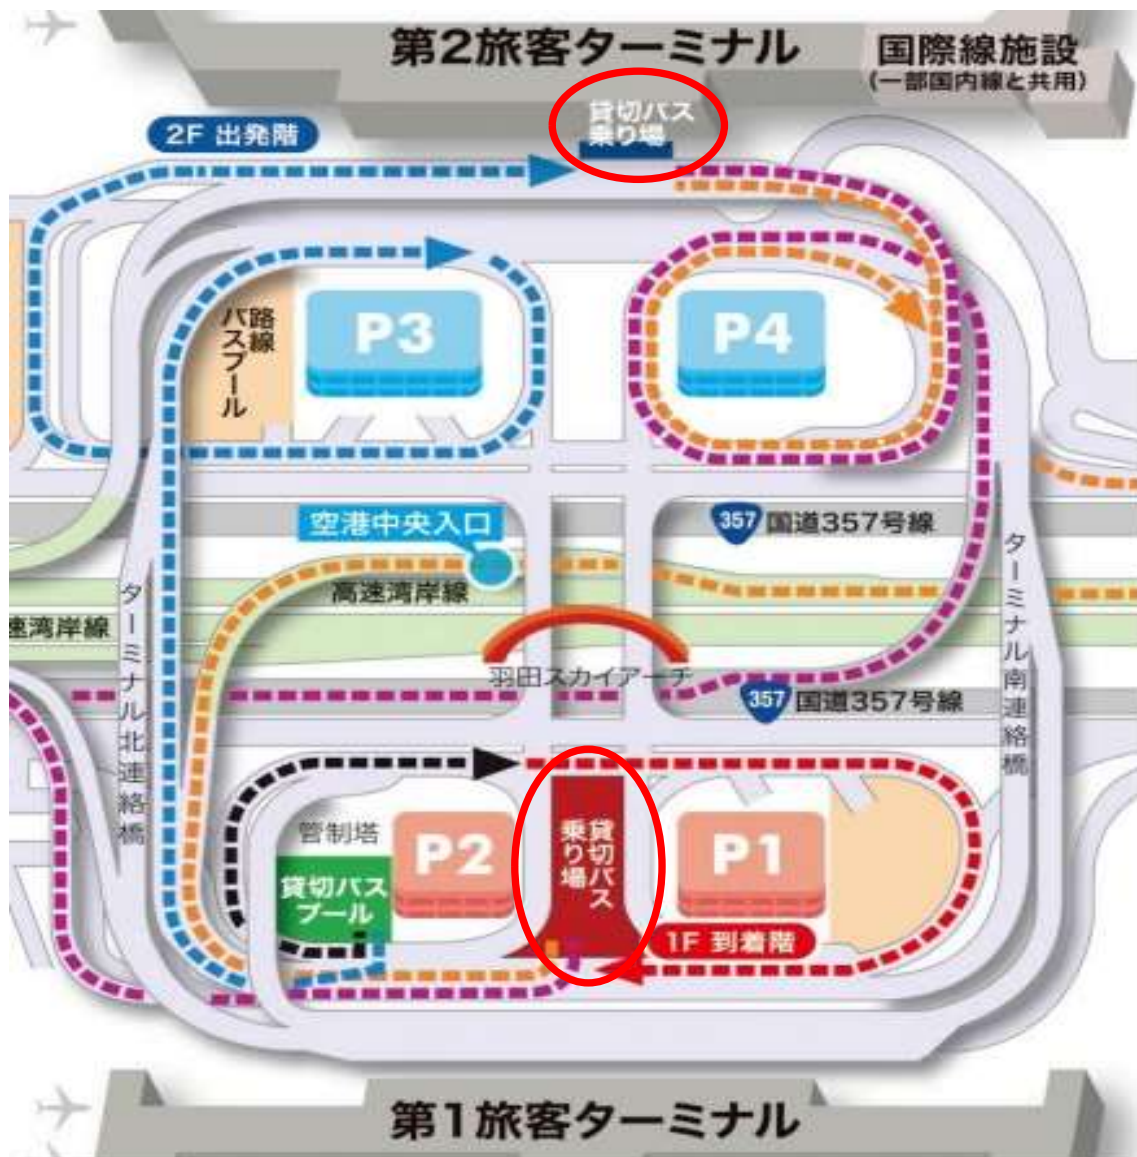 第2旅客ターミナル
国際線施設
(一部国内線と共用)
貸切バス
乗り場
2F 出発階
路線
バスプール
P3
P4
空港中央入口
357 国道357号線
高速湾岸線
速湾岸線
羽田スカイアーチ
357 国道357号線
ターミナル北連絡橋
ターミナル南連絡橋
管制塔
貸切バス
プール
P2
貸切バス
乗り場
P1
1F 到着階
第1旅客ターミナル